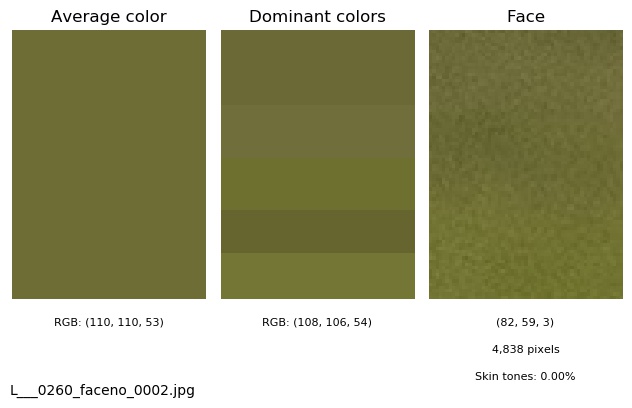 Average color
Dominant colors
Face
RGB: (110, 110, 53)
RGB: (108, 106, 54)
(82, 59, 3)
4,838 pixels
Skin tones: 0.00%
L___0260_faceno_0002.jpg